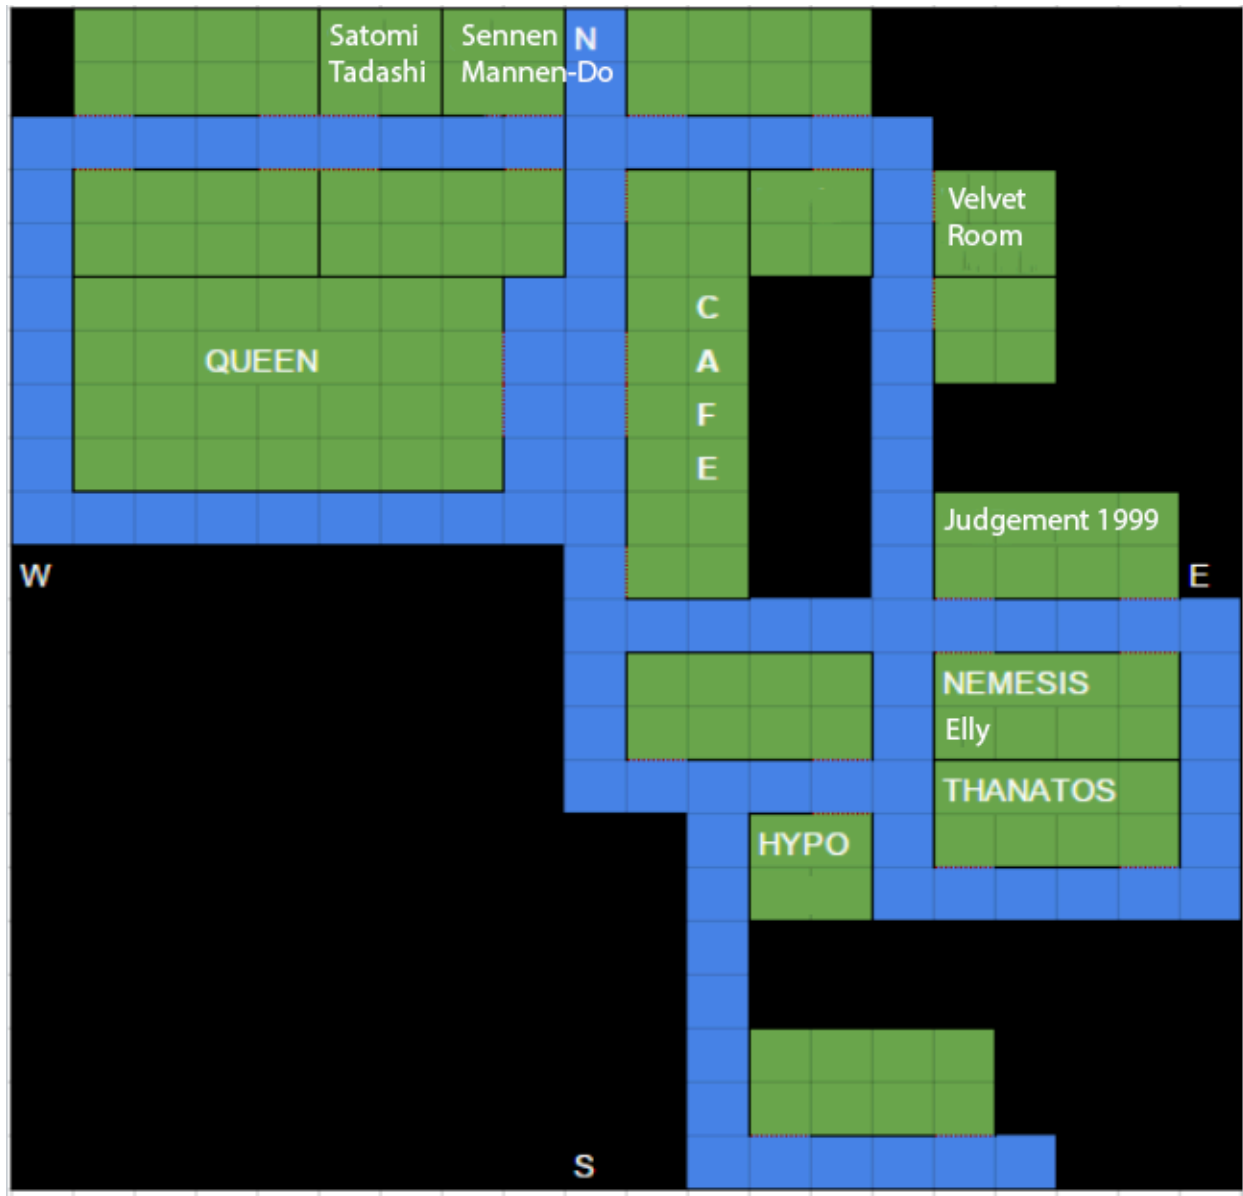 Satomi
Tadashi
Sennen
Mannen-Do
N
Velvet
Room
QUEEN
C
A
F
E
Judgement 1999
W
E
NEMESIS
Elly
THANATOS
HYPO
S